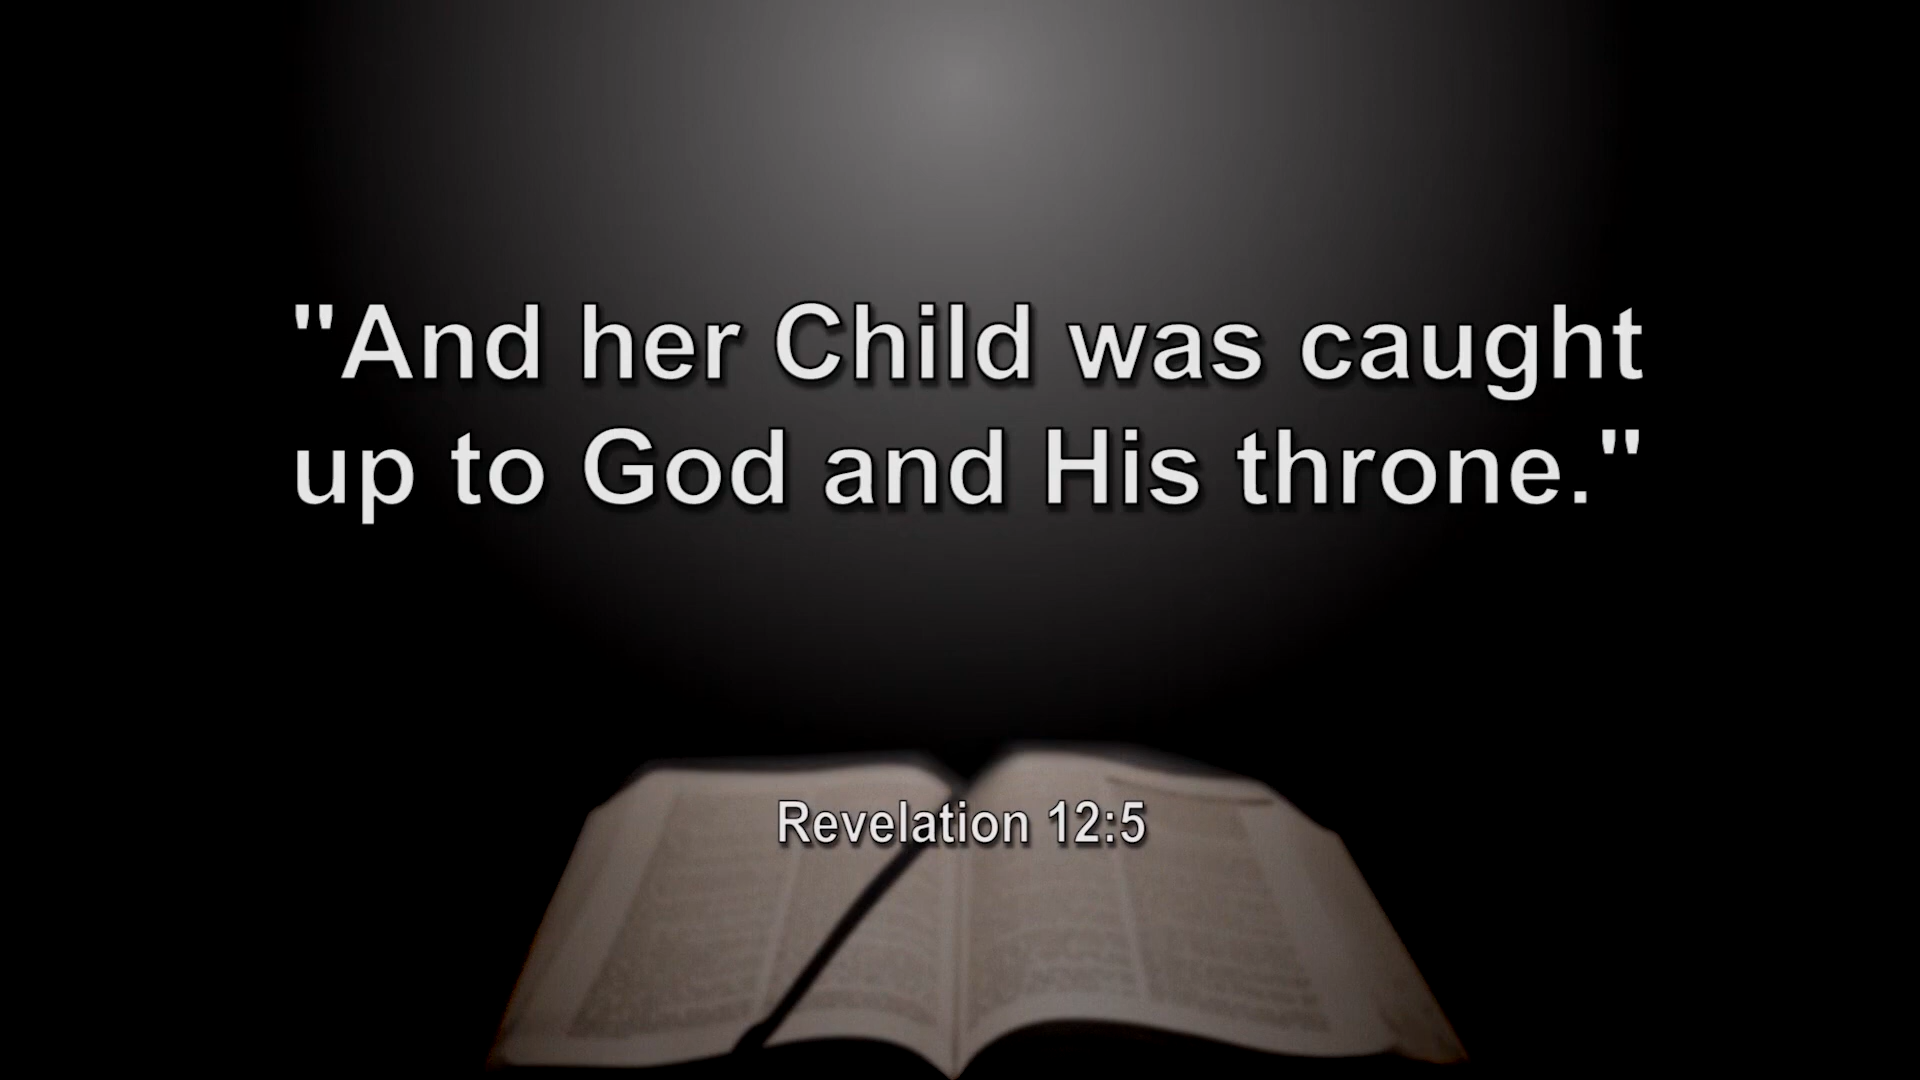 "And her Child was caught
up to God and His throne."
Revelation 12:5